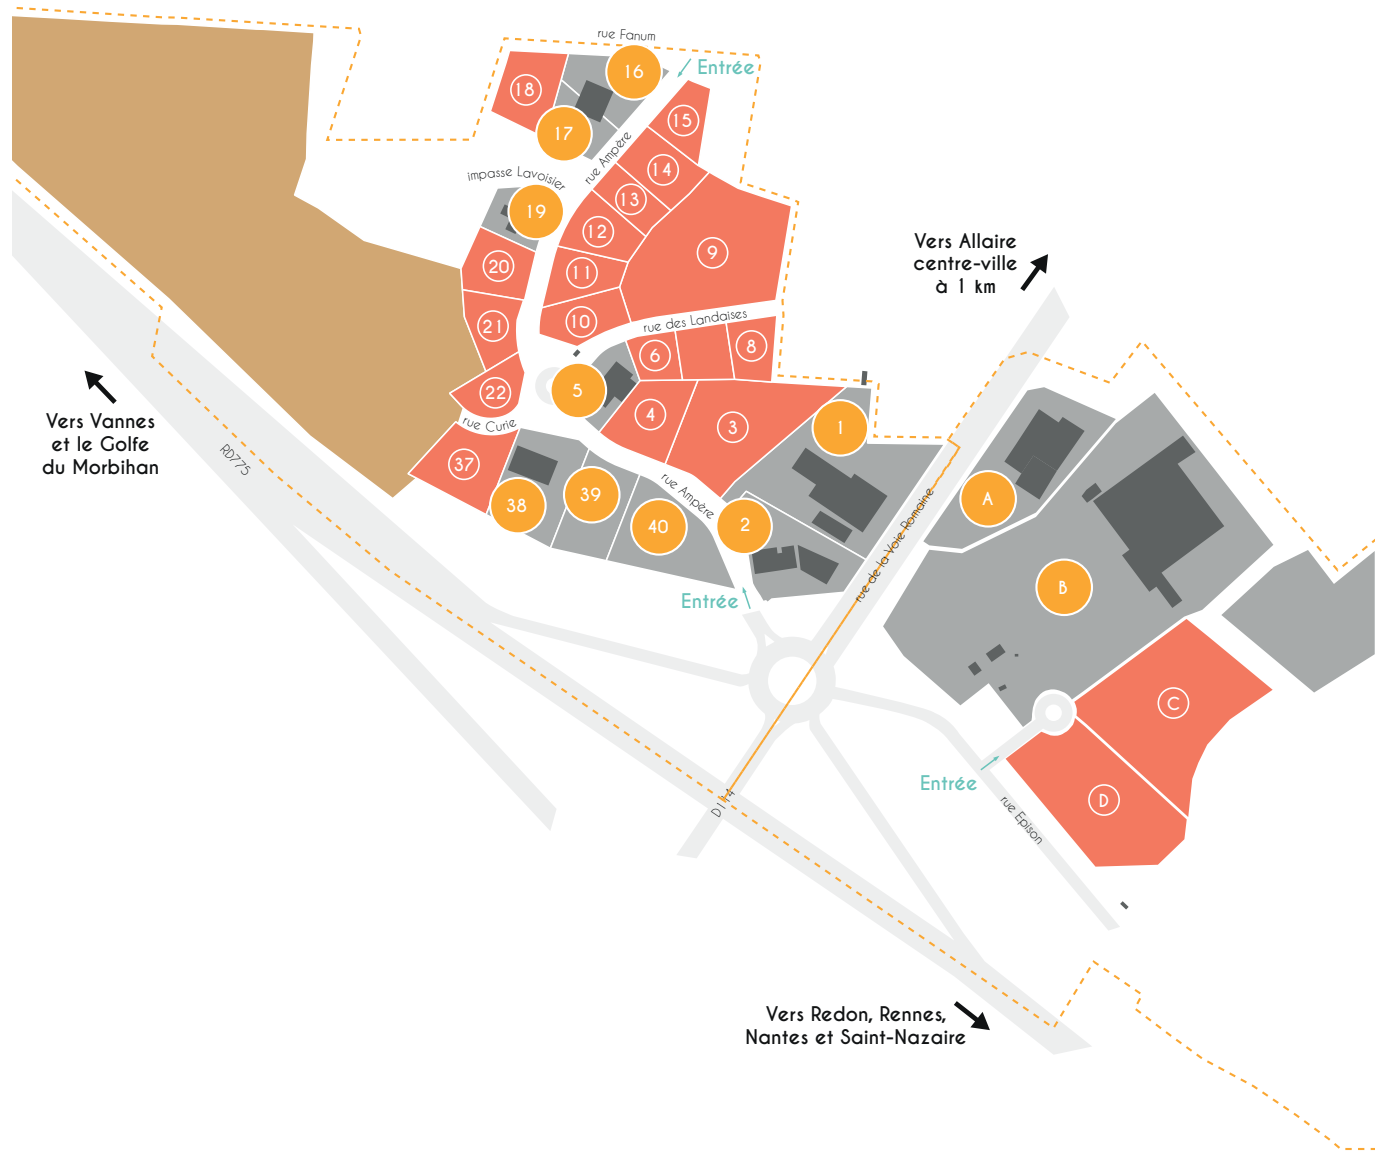 rue Fanum
16
Entrée
18
15
17
rue Ampère
14
impasse Lavoisier
13
19
12
9
20
11
Vers Allaire
centre-ville
à 1 km
10
rue des Landaises
21
6
8
5
22
4
3
1
rue Curie
Vers Vannes
et le Golfe
du Morbihan
RD775
37
38
39
40
rue Ampère
2
A
rue de la Voie Romaine
B
Entrée
C
Entrée
D
rue Epison
Vers Redon, Rennes,
Nantes et Saint-Nazaire